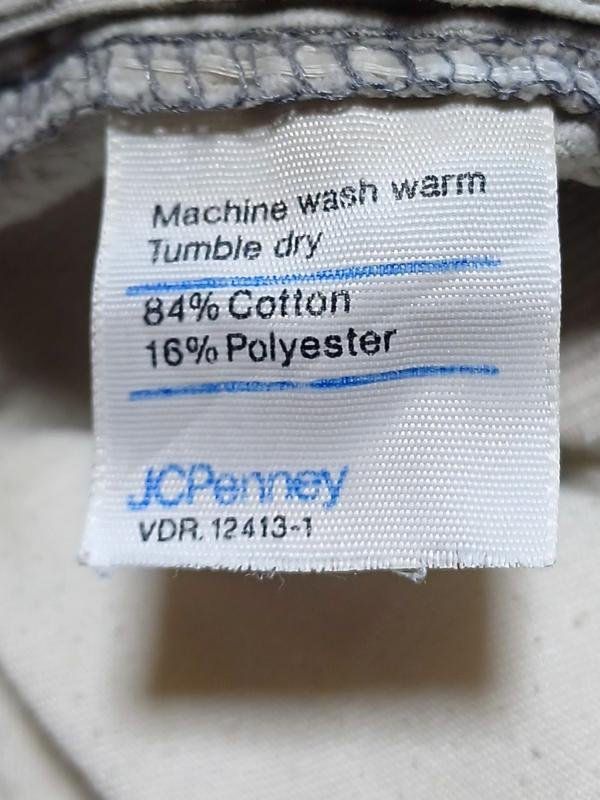 Machine wash warm
Tumble dry
84% Cotton
16% Polyester
JCPenney
VDR. 12413-1